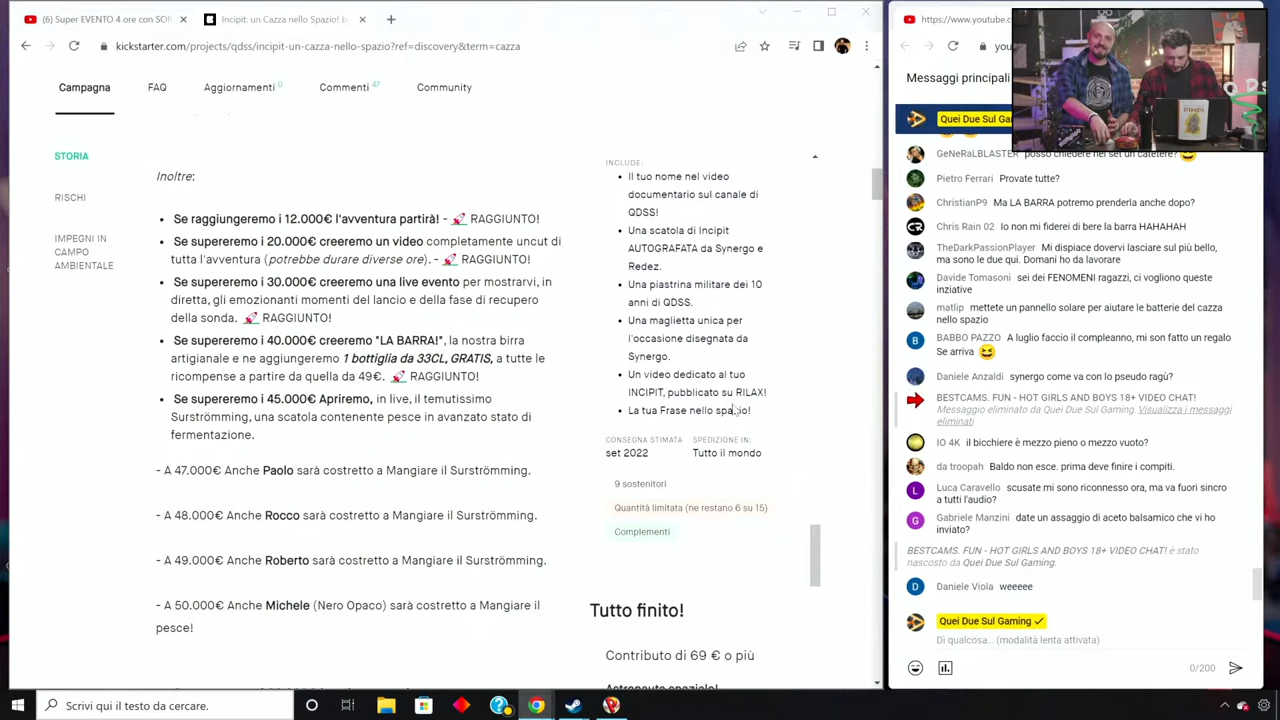 (6) Super EVENTO 4 ore con SOR
Incipit: un Cazza nello Spazio! b
kickstarter.com/projects/qdss/incipit-un-cazza-nello-spazio?ref=discovery&term=cazza
Campagna
FAQ
Aggiornamenti 0
Commenti 47
Community
STORIA
RISCHI
IMPEGNI IN
CAMPO
AMBIENTALE
Inoltre:
• Se raggiungeremo i 12.000€ l'avventura partirà! - 🚀 RAGGIUNTO!
• Se supereremo i 20.000€ creeremo un video completamente uncut di
tutta l'avventura (potrebbe durare diverse ore). - 🚀 RAGGIUNTO!
• Se supereremo i 30.000€ creeremo una live evento per mostrarvi, in
diretta, gli emozionanti momenti del lancio e della fase di recupero
della sonda. 🚀 RAGGIUNTO!
• Se supereremo i 40.000€ creeremo "LA BARRA!", la nostra birra
artigianale e ne aggiungeremo 1 bottiglia da 33CL, GRATIS, a tutte le
ricompense a partire da quella da 49€. 🚀 RAGGIUNTO!
• Se supereremo i 45.000€ Apriremo, in live, il temutissimo
Surströmming, una scatola contenente pesce in avanzato stato di
fermentazione.
- A 47.000€ Anche Paolo sarà costretto a Mangiare il Surströmming.
- A 48.000€ Anche Rocco sarà costretto a Mangiare il Surströmming.
- A 49.000€ Anche Roberto sarà costretto a Mangiare il Surströmming.
- A 50.000€ Anche Michele (Nero Opaco) sarà costretto a Mangiare il
pesce!
INCLUDE:
• Il tuo nome nel video
documentario sul canale di
QDSS!
• Una scatola di Incipit
AUTOGRAFATA da Synergo e
Redez.
• Una piastrina militare dei 10
anni di QDSS.
• Una maglietta unica per
l'occasione disegnata da
Synergo.
• Un video dedicato al tuo
INCIPIT, pubblicato su RILAX!
• La tua Frase nello spazio!
CONSEGNA STIMATA
set 2022
SPEDIZIONE IN:
Tutto il mondo
9 sostenitori
Quantità limitata (ne restano 6 su 15)
Complementi
Tutto finito!
Contributo di 69 € o più
Astronauta spaziale!
https://www.youtube.c
you
Messaggi principali
Quei Due Sul Gaming
GeNeRaLBLASTER posso chiedere nel set un catetere?😅
Pietro Ferrari Provate tutte?
ChristianP9 Ma LA BARRA potremo prenderla anche dopo?
Chris Rain 02 Io non mi fiderei di bere la barra HAHAHAH
TheDarkPassionPlayer Mi dispiace dovervi lasciare sul più bello,
ma sono le due qui. Domani ho da lavorare
Davide Tomasoni sei dei FENOMENI ragazzi, ci vogliono queste
inziative
matlip mettete un pannello solare per aiutare le batterie del cazza
nello spazio
BABBO PAZZO A luglio faccio il compleanno, mi son fatto un regalo
Se arriva 😆
Daniele Anzaldi synergo come va con lo pseudo ragù?
BESTCAMS. FUN - HOT GIRLS AND BOYS 18+ VIDEO CHAT!
Messaggio eliminato da Quei Due Sul Gaming. Visualizza i messaggi
eliminati
IO 4K il bicchiere è mezzo pieno o mezzo vuoto?
da troopah Baldo non esce. prima deve finire i compiti.
Luca Caravello scusate mi sono riconnesso ora, ma va fuori sincro
a tutti l'audio?
Gabriele Manzini date un assaggio di aceto balsamico che vi ho
inviato?
BESTCAMS. FUN - HOT GIRLS AND BOYS 18+ VIDEO CHAT! è stato
nascosto da Quei Due Sul Gaming.
Daniele Viola weeeee
Quei Due Sul Gaming ✓
Di qualcosa... (modalità lenta attivata)
0/200
Scrivi qui il testo da cercare.